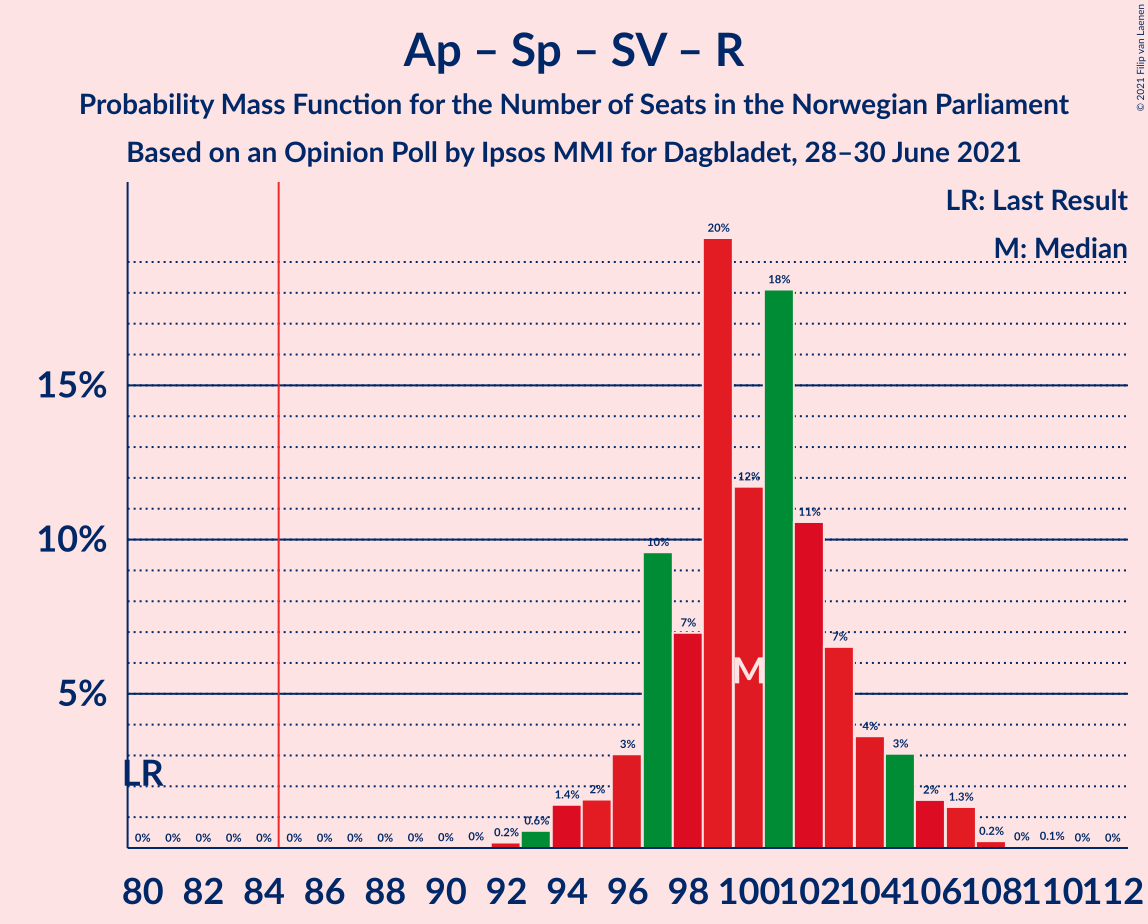 Ap – Sp – SV – R
Probability Mass Function for the Number of Seats in the Norwegian Parliament
Based on an Opinion Poll by Ipsos MMI for Dagbladet, 28–30 June 2021
© 2021 Filip van Laenen
LR: Last Result
M: Median
15%
10%
5%
LR
M
0% 0% 0% 0% 0% 0% 0% 0% 0% 0% 0% 0% 0.2% 0.6% 1.4% 2% 3% 10% 7% 20% 12% 18% 11% 7% 4% 3% 2% 1.3% 0.2% 0% 0.1% 0% 0%
80 82 84 86 88 90 92 94 96 98 100 102 104 106 108 110 112